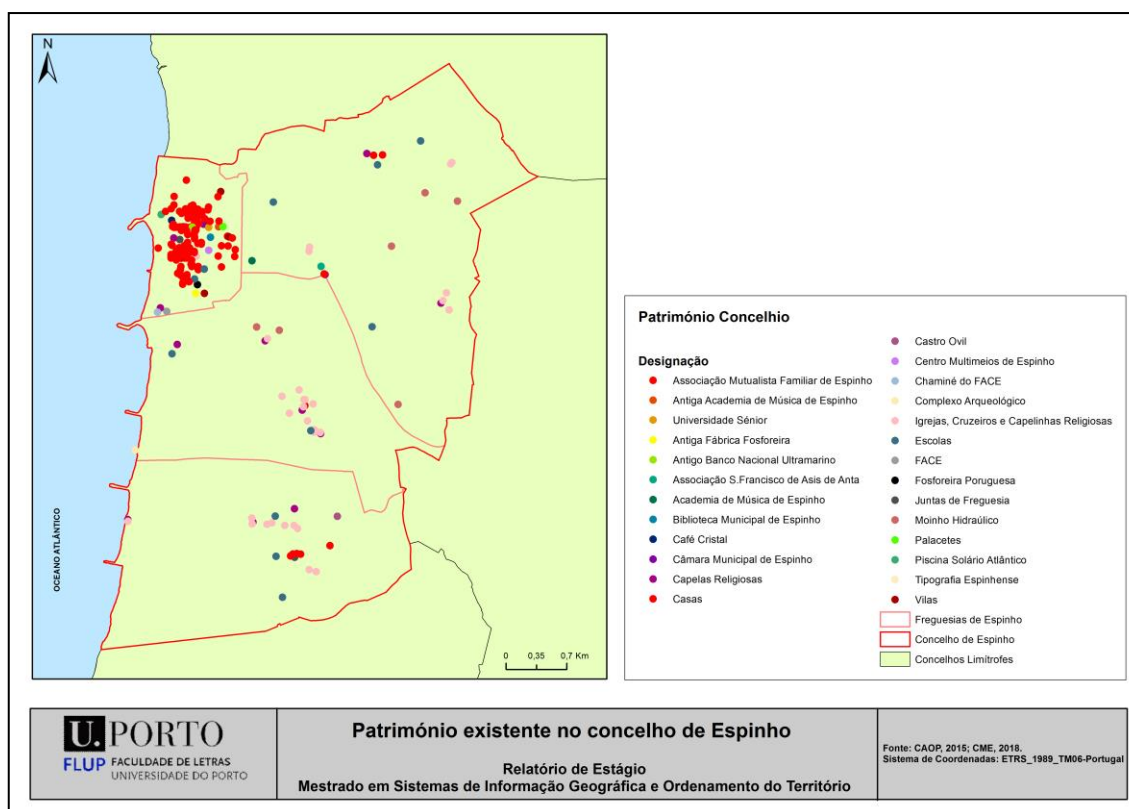 N
OCEANO ATLÂNTICO
0 0,35 0,7 Km
Património Concelhio
Designação
Associação Mutualista Familiar de Espinho
Antiga Academia de Música de Espinho
Universidade Sénior
Antiga Fábrica Fosforeira
Antigo Banco Nacional Ultramarino
Associação S.Francisco de Asis de Anta
Academia de Música de Espinho
Biblioteca Municipal de Espinho
Café Cristal
Câmara Municipal de Espinho
Capelas Religiosas
Casas
Castro Ovil
Centro Multimeios de Espinho
Chaminé do FACE
Complexo Arqueológico
Igrejas, Cruzeiros e Capelinhas Religiosas
Escolas
FACE
Fosforeira Poruguesa
Juntas de Freguesia
Moinho Hidraúlico
Palacetes
Piscina Solário Atlântico
Tipografia Espinhense
Vilas
Freguesias de Espinho
Concelho de Espinho
Concelhos Limítrofes
U. PORTO
FLUP FACULDADE DE LETRAS
UNIVERSIDADE DO PORTO
Património existente no concelho de Espinho
Relatório de Estágio
Mestrado em Sistemas de Informação Geográfica e Ordenamento do Território
Fonte: CAOP, 2015; CME, 2018.
Sistema de Coordenadas: ETRS_1989_TM06-Portugal